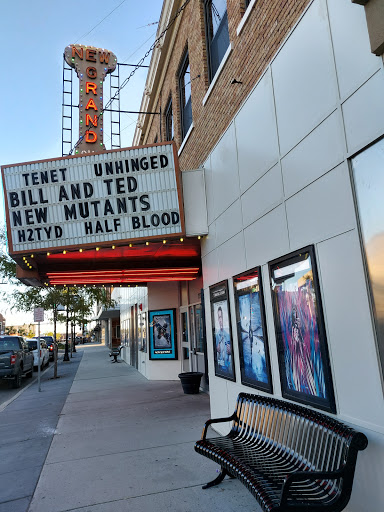 NEW
GRAND
TENET UNHINGED
BILL AND TED
NEW MUTANTS
H2TYD HALF BLOOD